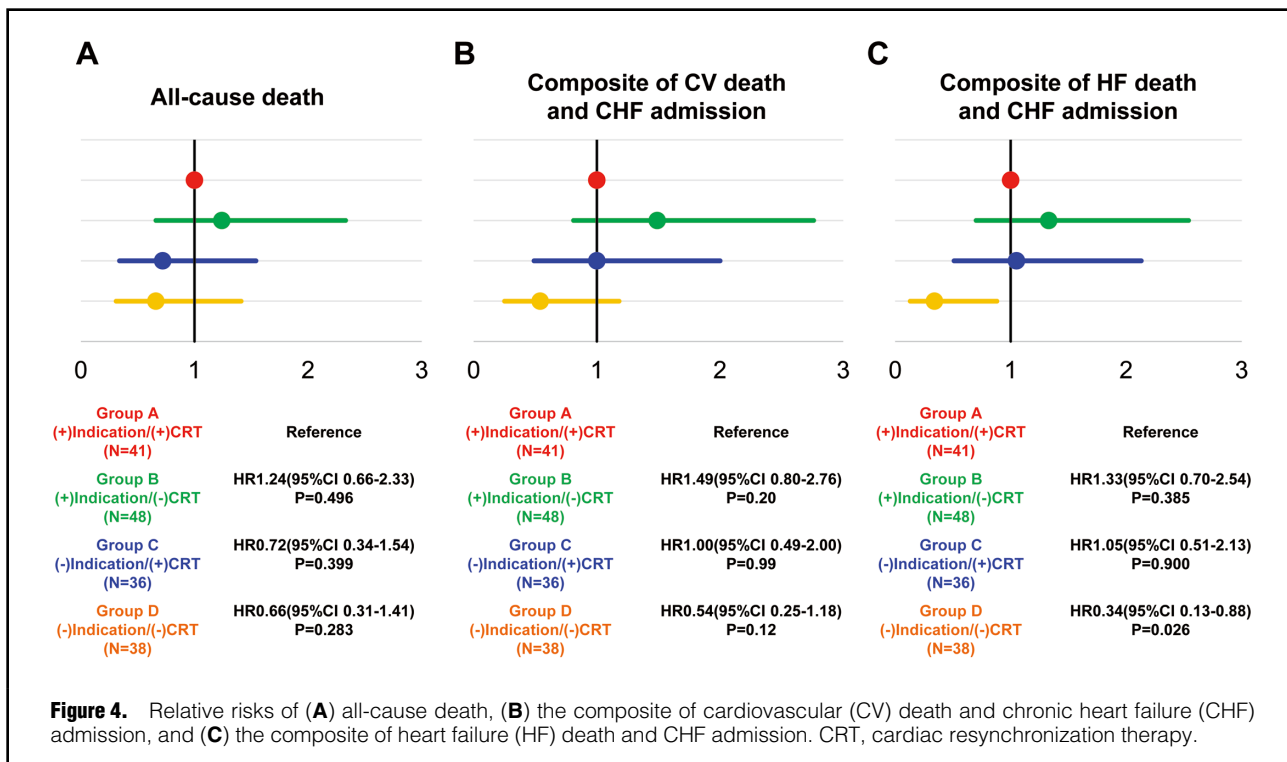 A
All-cause death
0 1 2 3
Group A
(+)Indication/(+)CRT
(N=41)
Reference
Group B
(+)Indication/(-)CRT
(N=48)
HR1.24(95%CI 0.66-2.33)
P=0.496
Group C
(-)Indication/(+)CRT
(N=36)
HR0.72(95%CI 0.34-1.54)
P=0.399
Group D
(-)Indication/(-)CRT
(N=38)
HR0.66(95%CI 0.31-1.41)
P=0.283
B
Composite of CV death
and CHF admission
0 1 2 3
Group A
(+)Indication/(+)CRT
(N=41)
Reference
Group B
(+)Indication/(-)CRT
(N=48)
HR1.49(95%CI 0.80-2.76)
P=0.20
Group C
(-)Indication/(+)CRT
(N=36)
HR1.00(95%CI 0.49-2.00)
P=0.99
Group D
(-)Indication/(-)CRT
(N=38)
HR0.54(95%CI 0.25-1.18)
P=0.12
C
Composite of HF death
and CHF admission
0 1 2 3
Group A
(+)Indication/(+)CRT
(N=41)
Reference
Group B
(+)Indication/(-)CRT
(N=48)
HR1.33(95%CI 0.70-2.54)
P=0.385
Group C
(-)Indication/(+)CRT
(N=36)
HR1.05(95%CI 0.51-2.13)
P=0.900
Group D
(-)Indication/(-)CRT
(N=38)
HR0.34(95%CI 0.13-0.88)
P=0.026
Figure 4. Relative risks of (A) all-cause death, (B) the composite of cardiovascular (CV) death and chronic heart failure (CHF)
admission, and (C) the composite of heart failure (HF) death and CHF admission. CRT, cardiac resynchronization therapy.